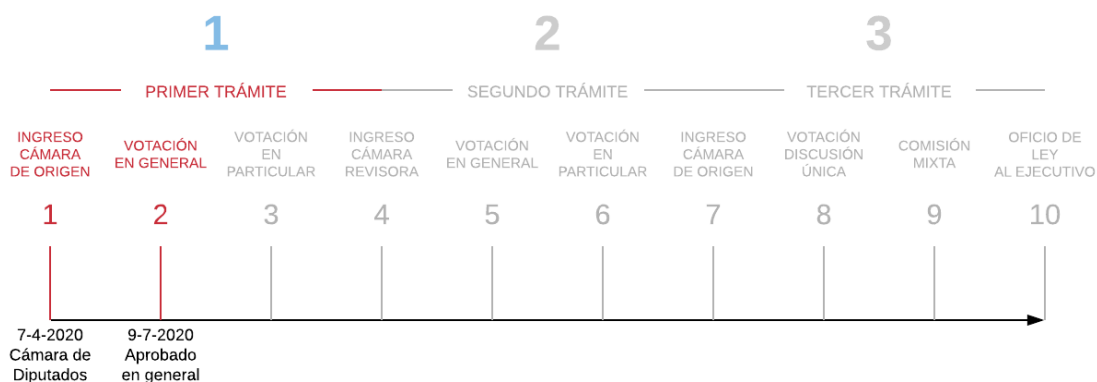 1
2
3
PRIMER TRÁMITE
SEGUNDO TRÁMITE
TERCER TRÁMITE
INGRESO
CÁMARA
DE ORIGEN
VOTACIÓN
EN GENERAL
VOTACIÓN
EN
PARTICULAR
INGRESO
CÁMARA
REVISORA
VOTACIÓN
EN GENERAL
VOTACIÓN
EN
PARTICULAR
INGRESO
CÁMARA
DE ORIGEN
VOTACIÓN
DISCUSIÓN
ÚNICA
COMISIÓN
MIXTA
OFICIO DE
LEY
AL EJECUTIVO
1
2
3
4
5
6
7
8
9
10
7-4-2020
Cámara de
Diputados
9-7-2020
Aprobado
en general